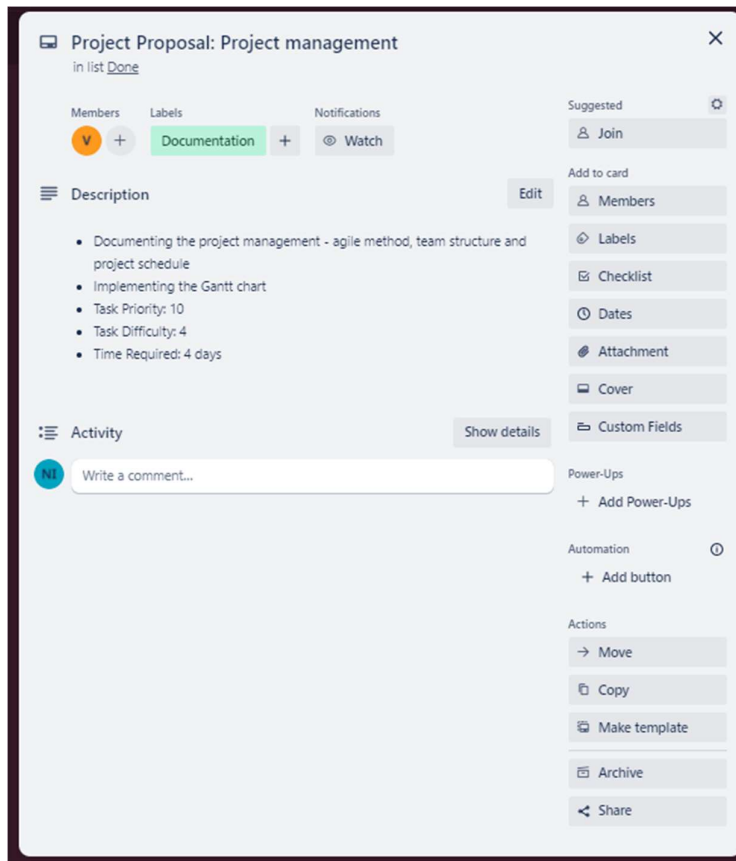 Project Proposal: Project management
in list Done
Members
Labels
Notifications
V
+
Documentation
+
Watch
Description
Edit
• Documenting the project management - agile method, team structure and
project schedule
• Implementing the Gantt chart
• Task Priority: 10
• Task Difficulty: 4
• Time Required: 4 days
Activity
Show details
NI
Write a comment...
Suggested
Join
Add to card
Members
Labels
Checklist
Dates
Attachment
Cover
Custom Fields
Power-Ups
+ Add Power-Ups
Automation
+ Add button
Actions
Move
Copy
Make template
Archive
Share